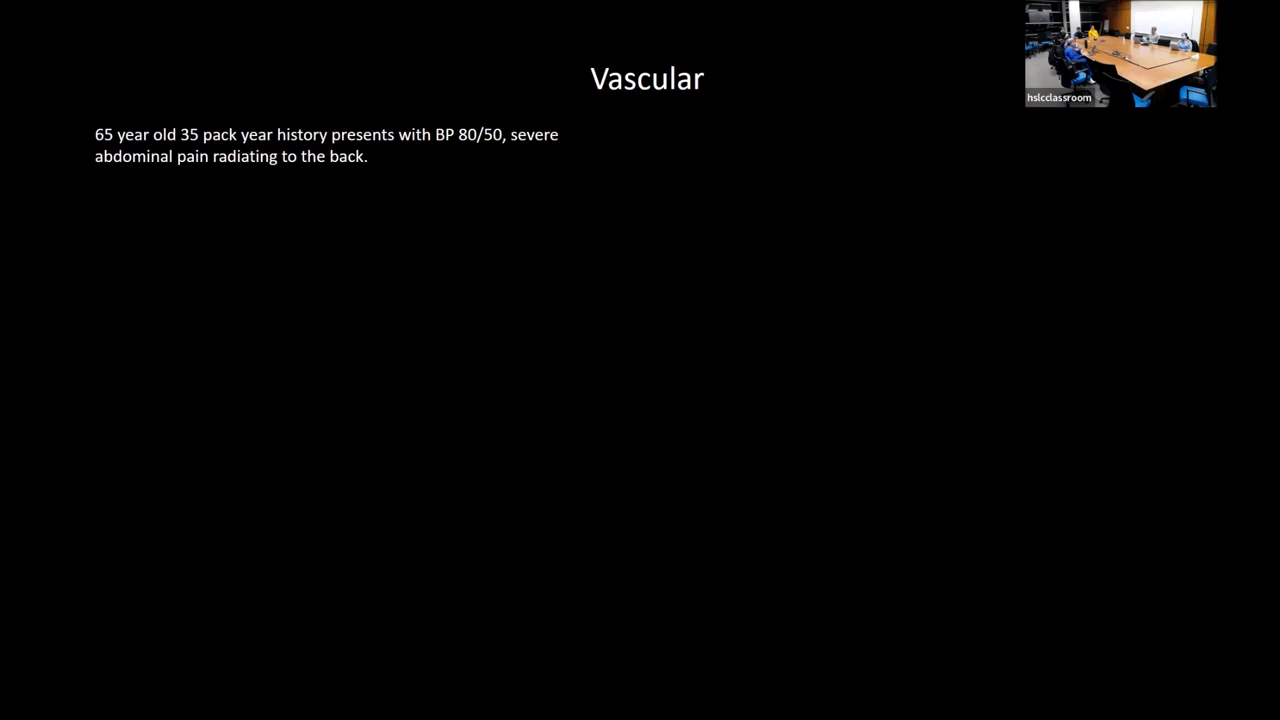 Vascular
65 year old 35 pack year history presents with BP 80/50, severe
abdominal pain radiating to the back.
hslcclassroom